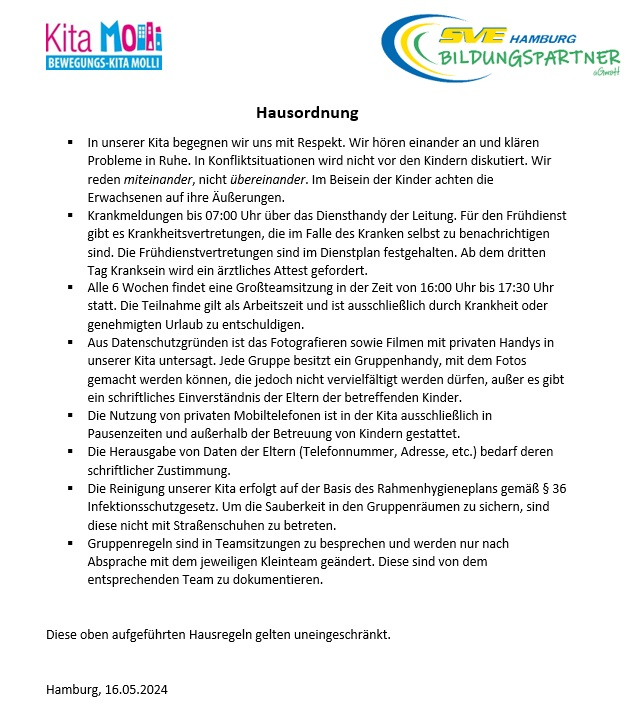 Kita MOlli
BEWEGUNGS-KITA MOLLI
SVE HAMBURG
BILDUNGSPARTNER
gGmbH
Hausordnung
▪ In unserer Kita begegnen wir uns mit Respekt. Wir hören einander an und klären
Probleme in Ruhe. In Konfliktsituationen wird nicht vor den Kindern diskutiert. Wir
reden miteinander, nicht übereinander. Im Beisein der Kinder achten die
Erwachsenen auf ihre Äußerungen.
▪ Krankmeldungen bis 07:00 Uhr über das Diensthandy der Leitung. Für den Frühdienst
gibt es Krankheitsvertretungen, die im Falle des Kranken selbst zu benachrichtigen
sind. Die Frühdienstvertretungen sind im Dienstplan festgehalten. Ab dem dritten
Tag Kranksein wird ein ärztliches Attest gefordert.
▪ Alle 6 Wochen findet eine Großteamsitzung in der Zeit von 16:00 Uhr bis 17:30 Uhr
statt. Die Teilnahme gilt als Arbeitszeit und ist ausschließlich durch Krankheit oder
genehmigten Urlaub zu entschuldigen.
▪ Aus Datenschutzgründen ist das Fotografieren sowie Filmen mit privaten Handys in
unserer Kita untersagt. Jede Gruppe besitzt ein Gruppenhandy, mit dem Fotos
gemacht werden können, die jedoch nicht vervielfältigt werden dürfen, außer es gibt
ein schriftliches Einverständnis der Eltern der betreffenden Kinder.
▪ Die Nutzung von privaten Mobiltelefonen ist in der Kita ausschließlich in
Pausenzeiten und außerhalb der Betreuung von Kindern gestattet.
▪ Die Herausgabe von Daten der Eltern (Telefonnummer, Adresse, etc.) bedarf deren
schriftlicher Zustimmung.
▪ Die Reinigung unserer Kita erfolgt auf der Basis des Rahmenhygieneplans gemäß § 36
Infektionsschutzgesetz. Um die Sauberkeit in den Gruppenräumen zu sichern, sind
diese nicht mit Straßenschuhen zu betreten.
▪ Gruppenregeln sind in Teamsitzungen zu besprechen und werden nur nach
Absprache mit dem jeweiligen Kleinteam geändert. Diese sind von dem
entsprechenden Team zu dokumentieren.
Diese oben aufgeführten Hausregeln gelten uneingeschränkt.
Hamburg, 16.05.2024